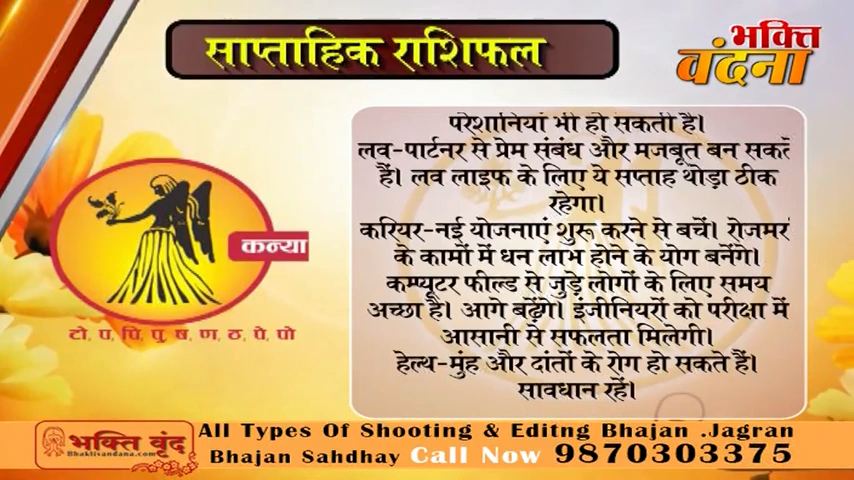 साप्ताहिक राशिफल
भक्ति
वंदना
परेशानियां भी हो सकती है।
लव-पार्टनर से प्रेम संबंध और मजबूत बन सकते
हैं। लव लाइफ के लिए ये सप्ताह थोड़ा ठीक
रहेगा।
करियर-नई योजनाएं शुरू करने से बचें। रोजमर्रा
के कामों में धन लाभ होने के योग बनेंगे।
कम्प्यूटर फील्ड से जुड़े लोगों के लिए समय
अच्छा है। आगे बढ़ेंगे। इंजीनियरों को परीक्षा में
आसानी से सफलता मिलेगी।
हेल्थ-मुंह और दांतों के रोग हो सकते हैं।
सावधान रहें।
कन्या
टो, प, पि, पु, ष, ण, ठ, पे, पो
भक्ति वृंद
Bhaklisandana.com
All Types Of Shooting & Editng Bhajan .Jagran
Bhajan Sahdhay Call Now 9870303375